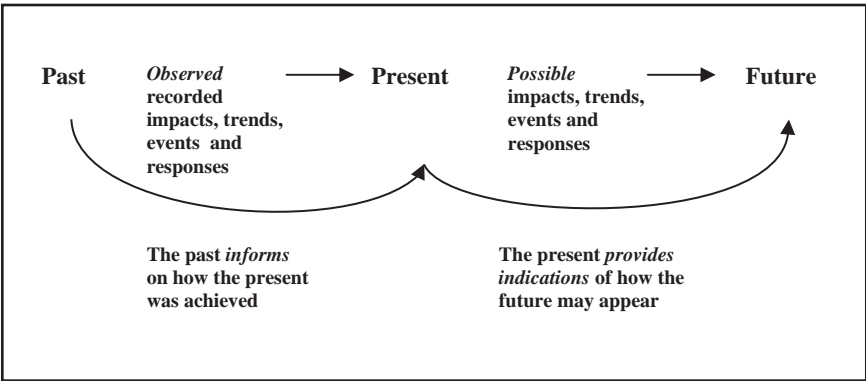 Past
Observed
recorded
impacts, trends,
events and
responses
Present
Possible
impacts, trends,
events and
responses
Future
The past informs
on how the present
was achieved
The present provides
indications of how the
future may appear